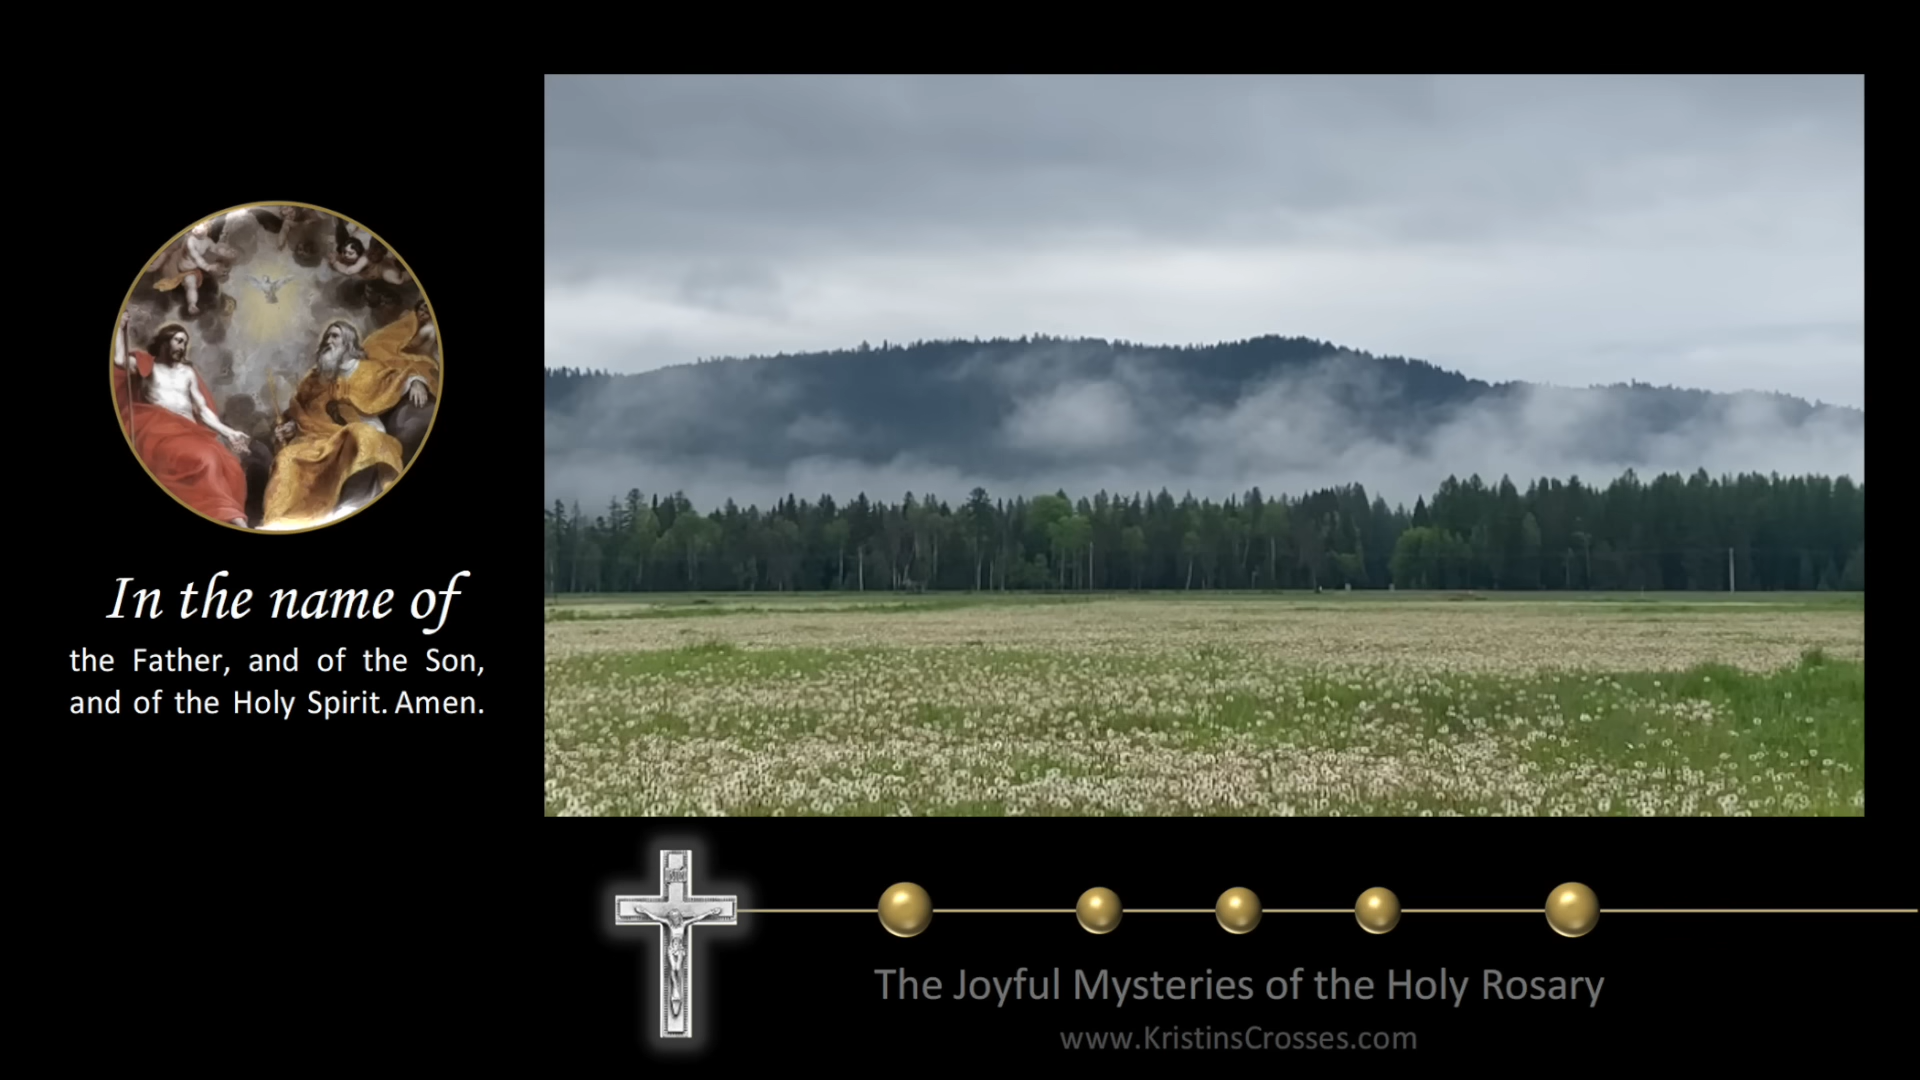 In the name of
the Father, and of the Son,
and of the Holy Spirit. Amen.
The Joyful Mysteries of the Holy Rosary
www.KristinsCrosses.com